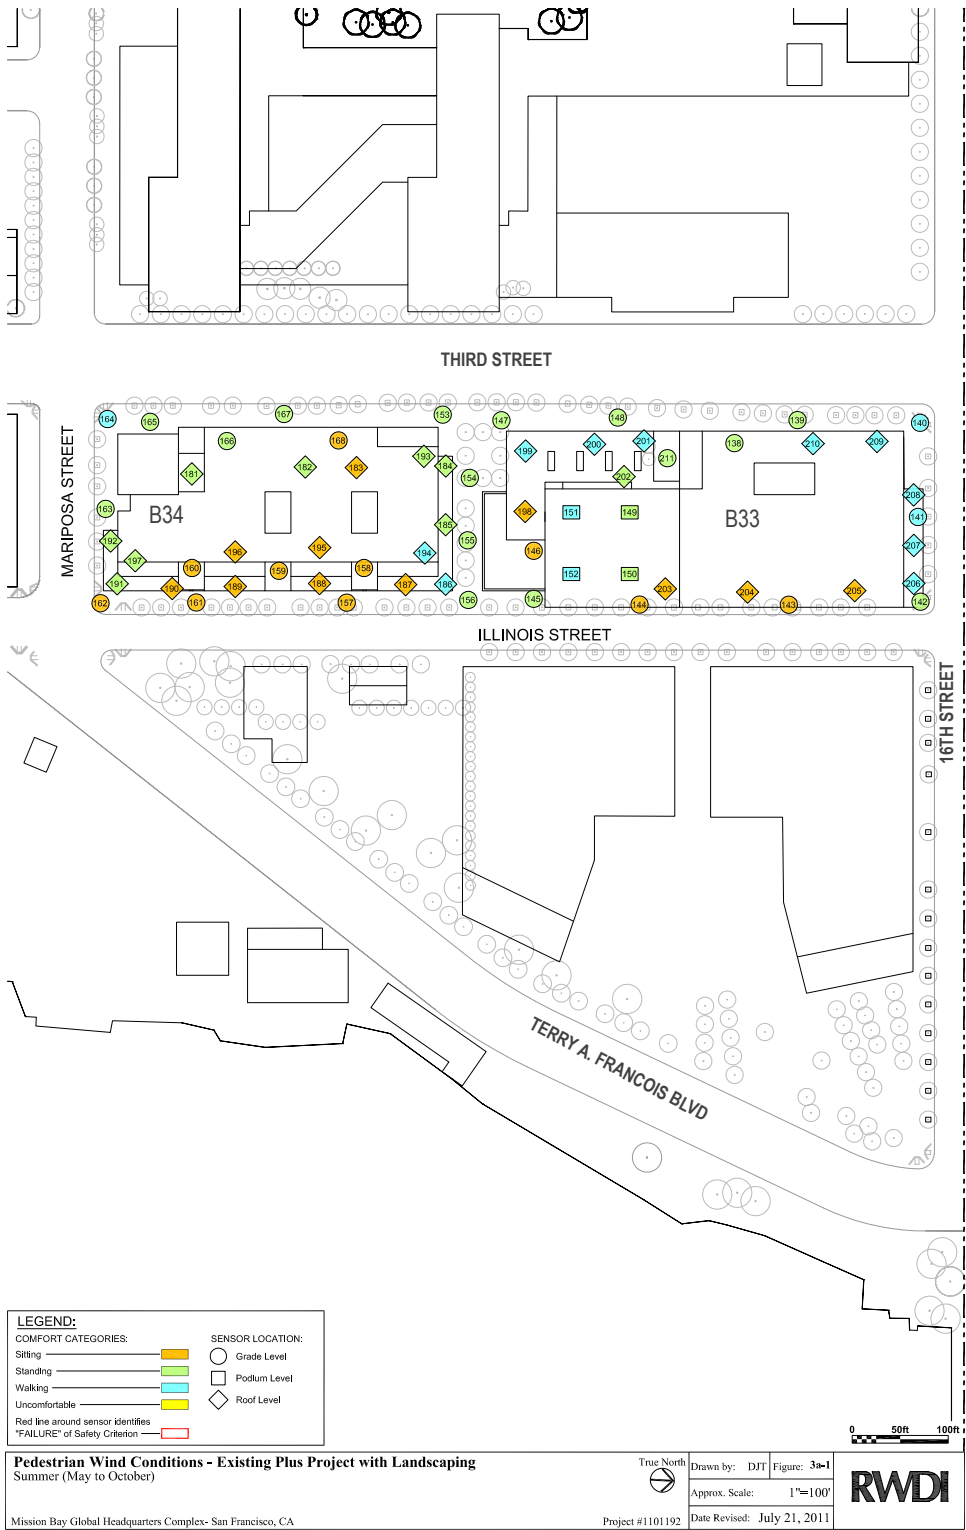 THIRD STREET
164
165
167
153
147
148
139
140
166
168
138
210
209
199
200
201
211
181
182
183
193
184
154
202
163
B34
198
151
149
B33
208
141
MARIPOSA STREET
192
196
195
185
155
194
146
207
197
160
159
158
152
150
191
190
189
188
187
186
203
204
205
206
162
161
157
156
145
144
143
142
ILLINOIS STREET
16TH STREET
TERRY A. FRANCOIS BLVD
LEGEND:
COMFORT CATEGORIES:
Sitting
Standing
Walking
Uncomfortable
Red line around sensor identifies
"FAILURE" of Safety Criterion
SENSOR LOCATION:
Grade Level
Podium Level
Roof Level
0 50ft 100ft
Pedestrian Wind Conditions - Existing Plus Project with Landscaping
Summer (May to October)
Mission Bay Global Headquarters Complex- San Francisco, CA
True North
Project #1101192
Drawn by: DJT Figure: 3a-1
Approx. Scale: 1"=100'
Date Revised: July 21, 2011
RWDI